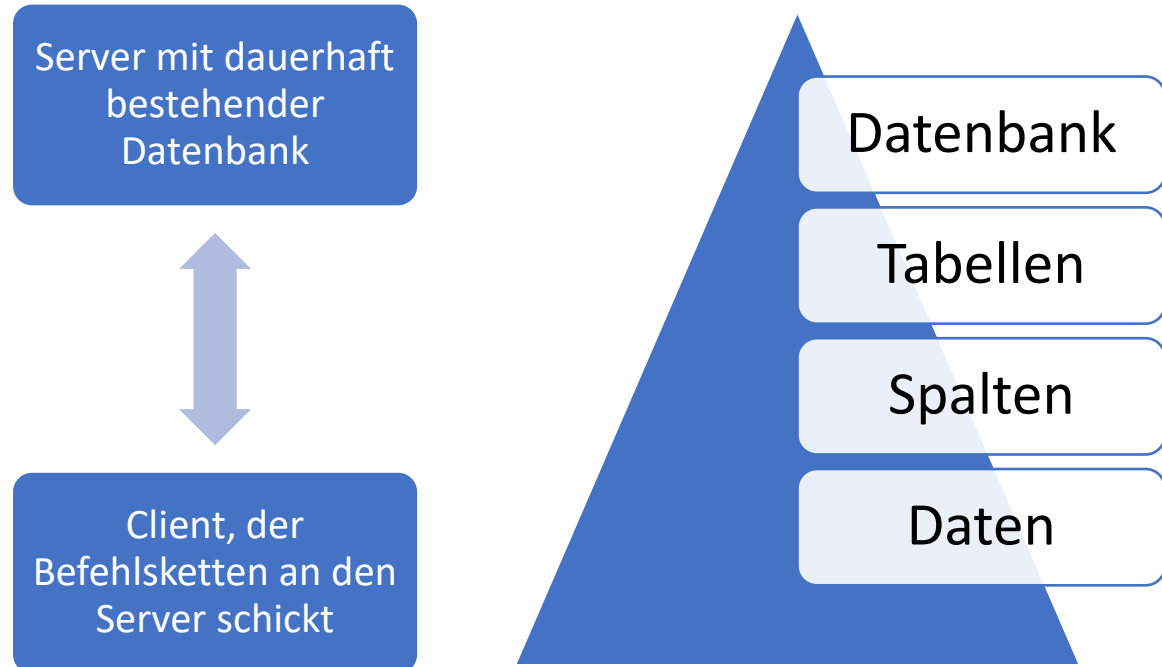 Server mit dauerhaft
bestehender
Datenbank
Client, der
Befehlsketten an den
Server schickt
Datenbank
Tabellen
Spalten
Daten